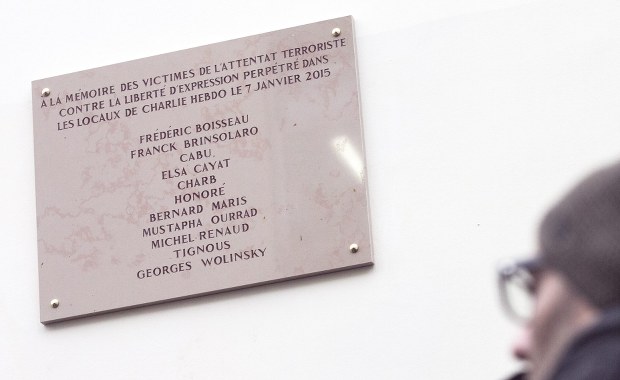 À LA MÉMOIRE DES VICTIMES DE L'ATTENTAT TERRORISTE
CONTRE LA LIBERTÉ D'EXPRESSION PERPÉTRÉ DANS
LES LOCAUX DE CHARLIE HEBDO LE 7 JANVIER 2015
FRÉDÉRIC BOISSEAU
FRANCK BRINSOLARO
CABU
ELSA CAYAT
CHARB
HONORÉ
BERNARD MARIS
MUSTAPHA OURRAD
MICHEL RENAUD
TIGNOUS
GEORGES WOLINSKY